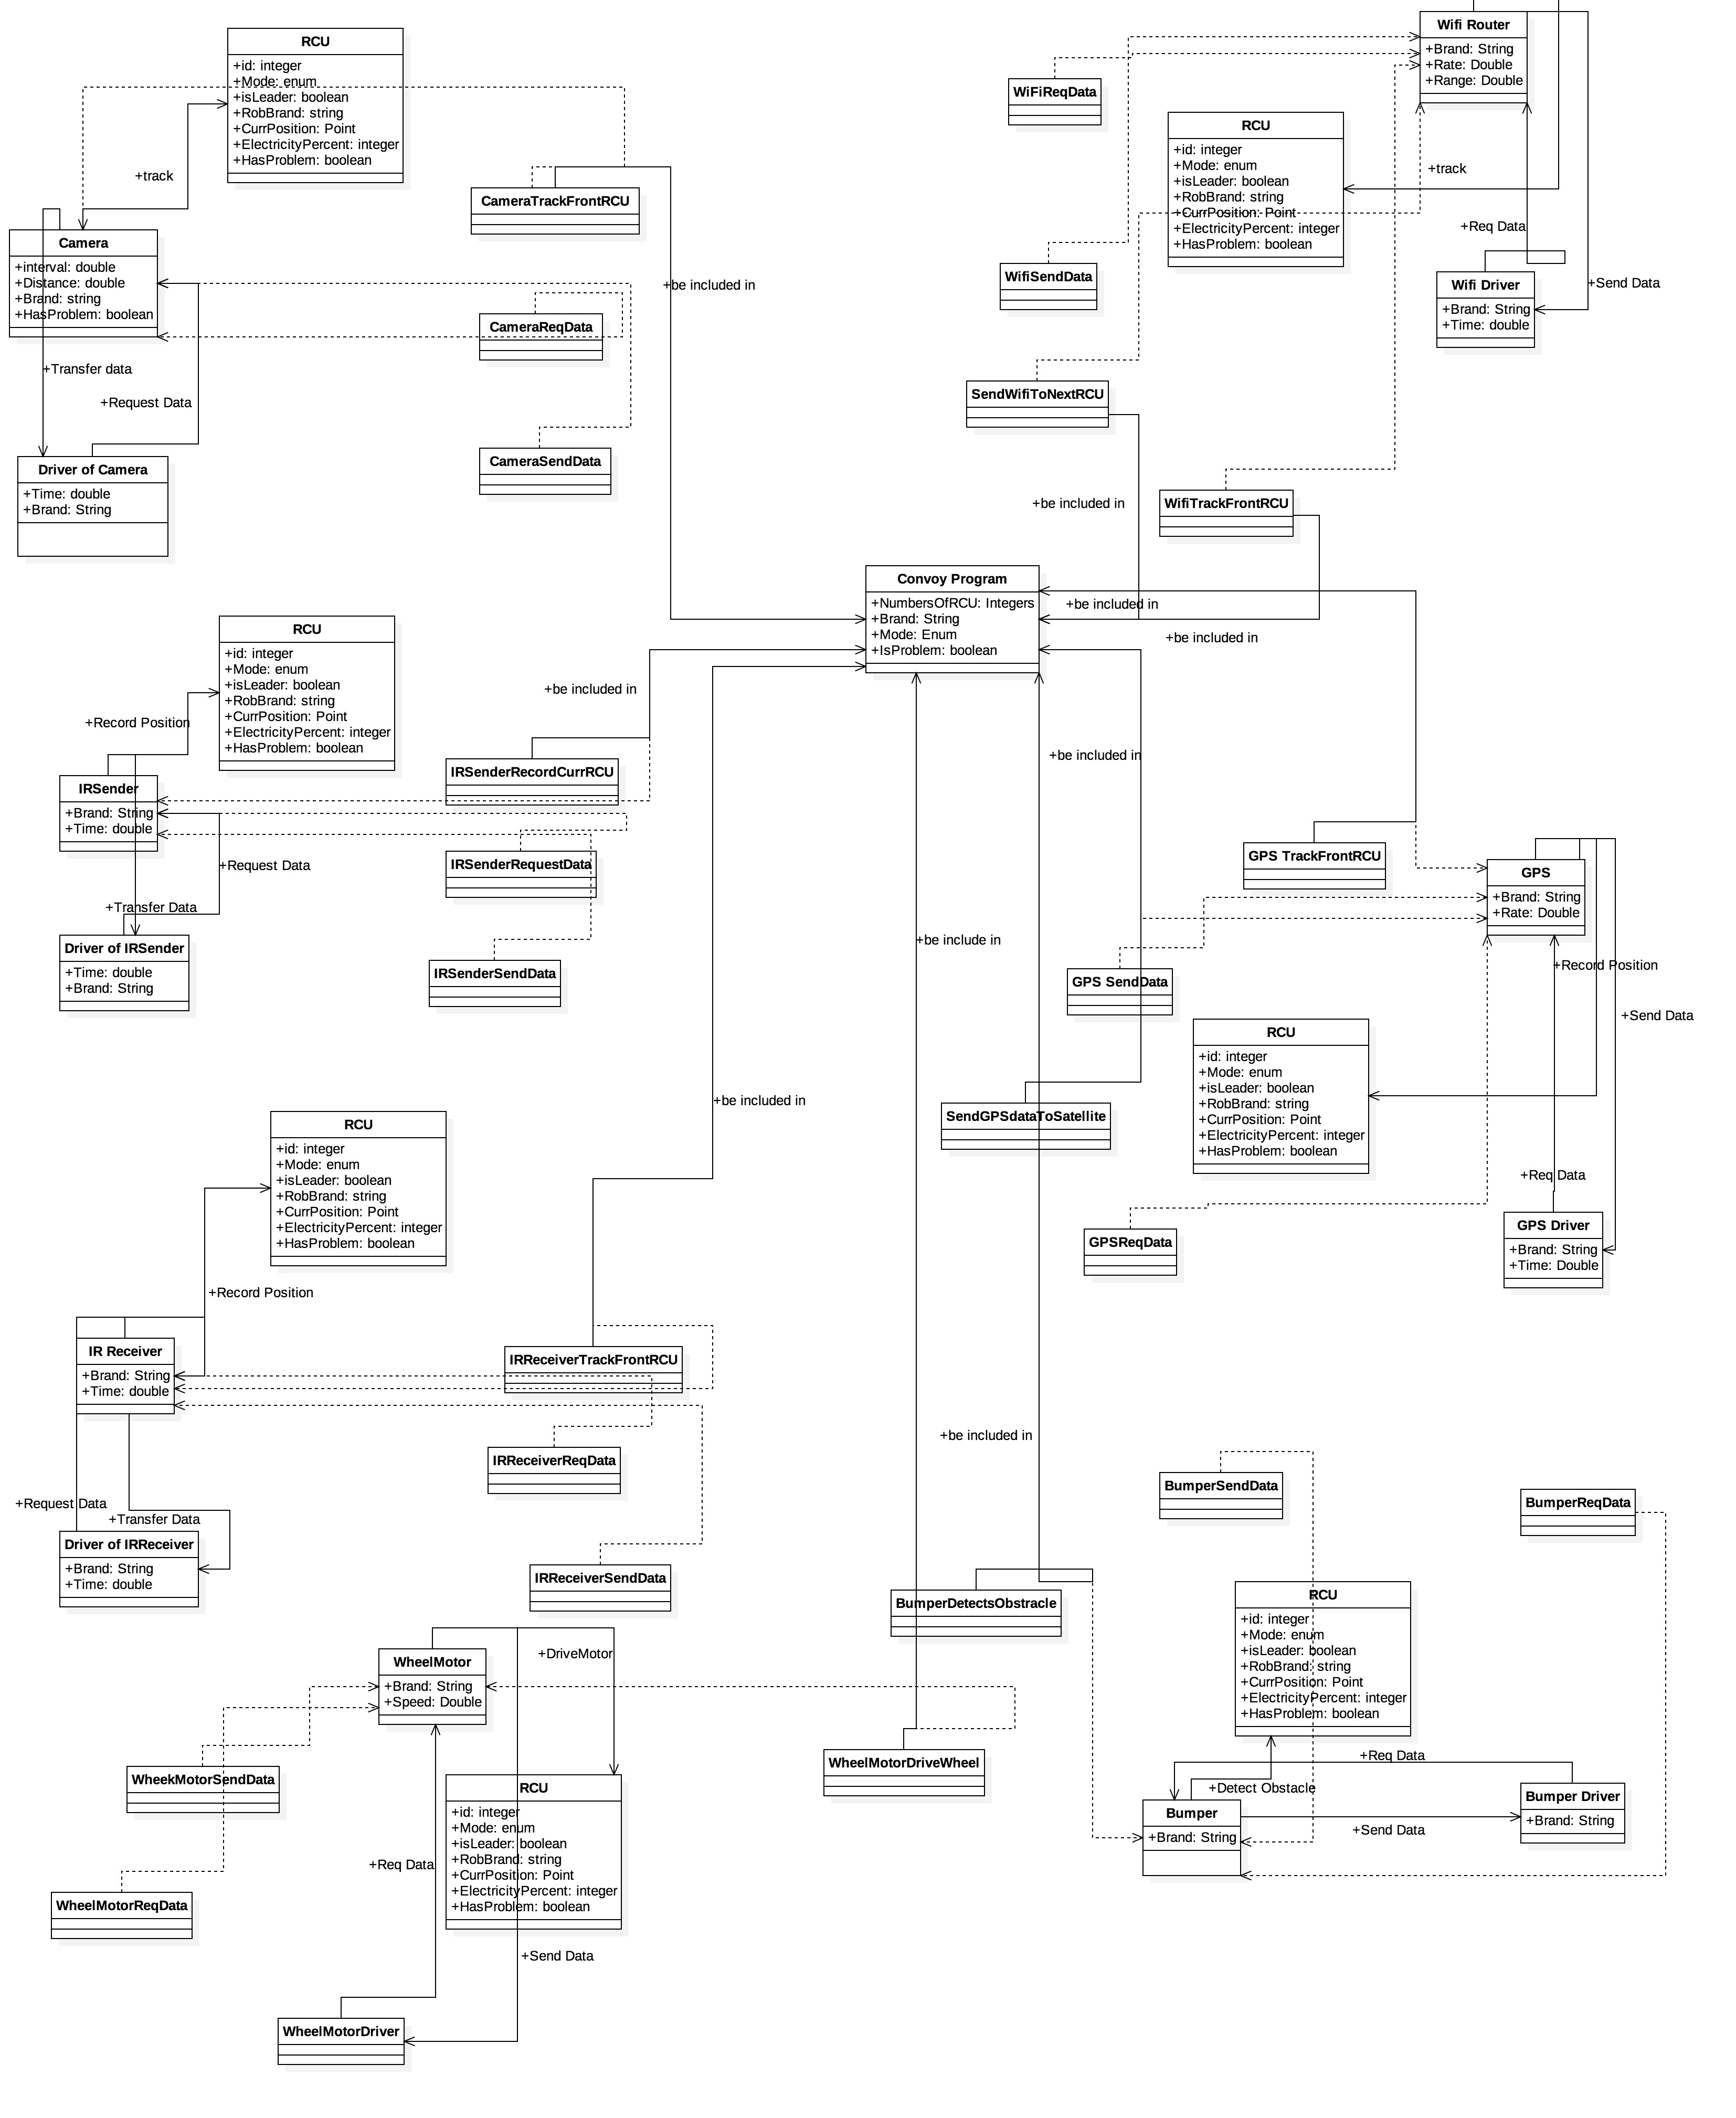 RCU
+id: integer
+Mode: enum
+isLeader: boolean
+RobBrand: string
+CurrPosition: Point
+ElectricityPercent: integer
+HasProblem: boolean
+track
CameraTrackFrontRCU
Camera
+interval: double
+Distance: double
+Brand: string
+HasProblem: boolean
+be included in
CameraReqData
+Transfer data
+Request Data
CameraSendData
Driver of Camera
+Time: double
+Brand: String
Wifi Router
+Brand: String
+Rate: Double
+Range: Double
WiFiReqData
RCU
+id: integer
+Mode: enum
+isLeader: boolean
+RobBrand: string
+CurrPosition: Point
+ElectricityPercent: integer
+HasProblem: boolean
+track
+Req Data
WifiSendData
Wifi Driver
+Brand: String
+Time: double
+Send Data
SendWifiToNextRCU
+be included in
WifiTrackFrontRCU
Convoy Program
+NumbersOfRCU: Integers
+Brand: String
+Mode: Enum
+IsProblem: boolean
+be included in
+be included in
RCU
+id: integer
+Mode: enum
+isLeader: boolean
+RobBrand: string
+CurrPosition: Point
+ElectricityPercent: integer
+HasProblem: boolean
+be included in
+Record Position
IRSenderRecordCurrRCU
IRSender
+Brand: String
+Time: double
+Request Data
IRSenderRequestData
+Transfer Data
Driver of IRSender
+Time: double
+Brand: String
IRSenderSendData
+be included in
GPS TrackFrontRCU
GPS
+Brand: String
+Rate: Double
+be include in
+Record Position
GPS SendData
+Send Data
RCU
+id: integer
+Mode: enum
+isLeader: boolean
+RobBrand: string
+CurrPosition: Point
+ElectricityPercent: integer
+HasProblem: boolean
+be included in
SendGPSdataToSatellite
+Req Data
GPSReqData
GPS Driver
+Brand: String
+Time: Double
RCU
+id: integer
+Mode: enum
+isLeader: boolean
+RobBrand: string
+CurrPosition: Point
+ElectricityPercent: integer
+HasProblem: boolean
+Record Position
IR Receiver
+Brand: String
+Time: double
IRReceiverTrackFrontRCU
IRReceiverReqData
+Request Data
+Transfer Data
Driver of IRReceiver
+Brand: String
+Time: double
IRReceiverSendData
+be included in
BumperSendData
BumperReqData
BumperDetectsObstracle
RCU
+id: integer
+Mode: enum
+isLeader: boolean
+RobBrand: string
+CurrPosition: Point
+ElectricityPercent: integer
+HasProblem: boolean
+Req Data
+Detect Obstacle
Bumper
+Brand: String
+Send Data
Bumper Driver
+Brand: String
WheelMotor
+Brand: String
+Speed: Double
+DriveMotor
WheelMotorDriveWheel
WheekMotorSendData
RCU
+id: integer
+Mode: enum
+isLeader: boolean
+RobBrand: string
+CurrPosition: Point
+ElectricityPercent: integer
+HasProblem: boolean
+Req Data
WheelMotorReqData
+Send Data
WheelMotorDriver